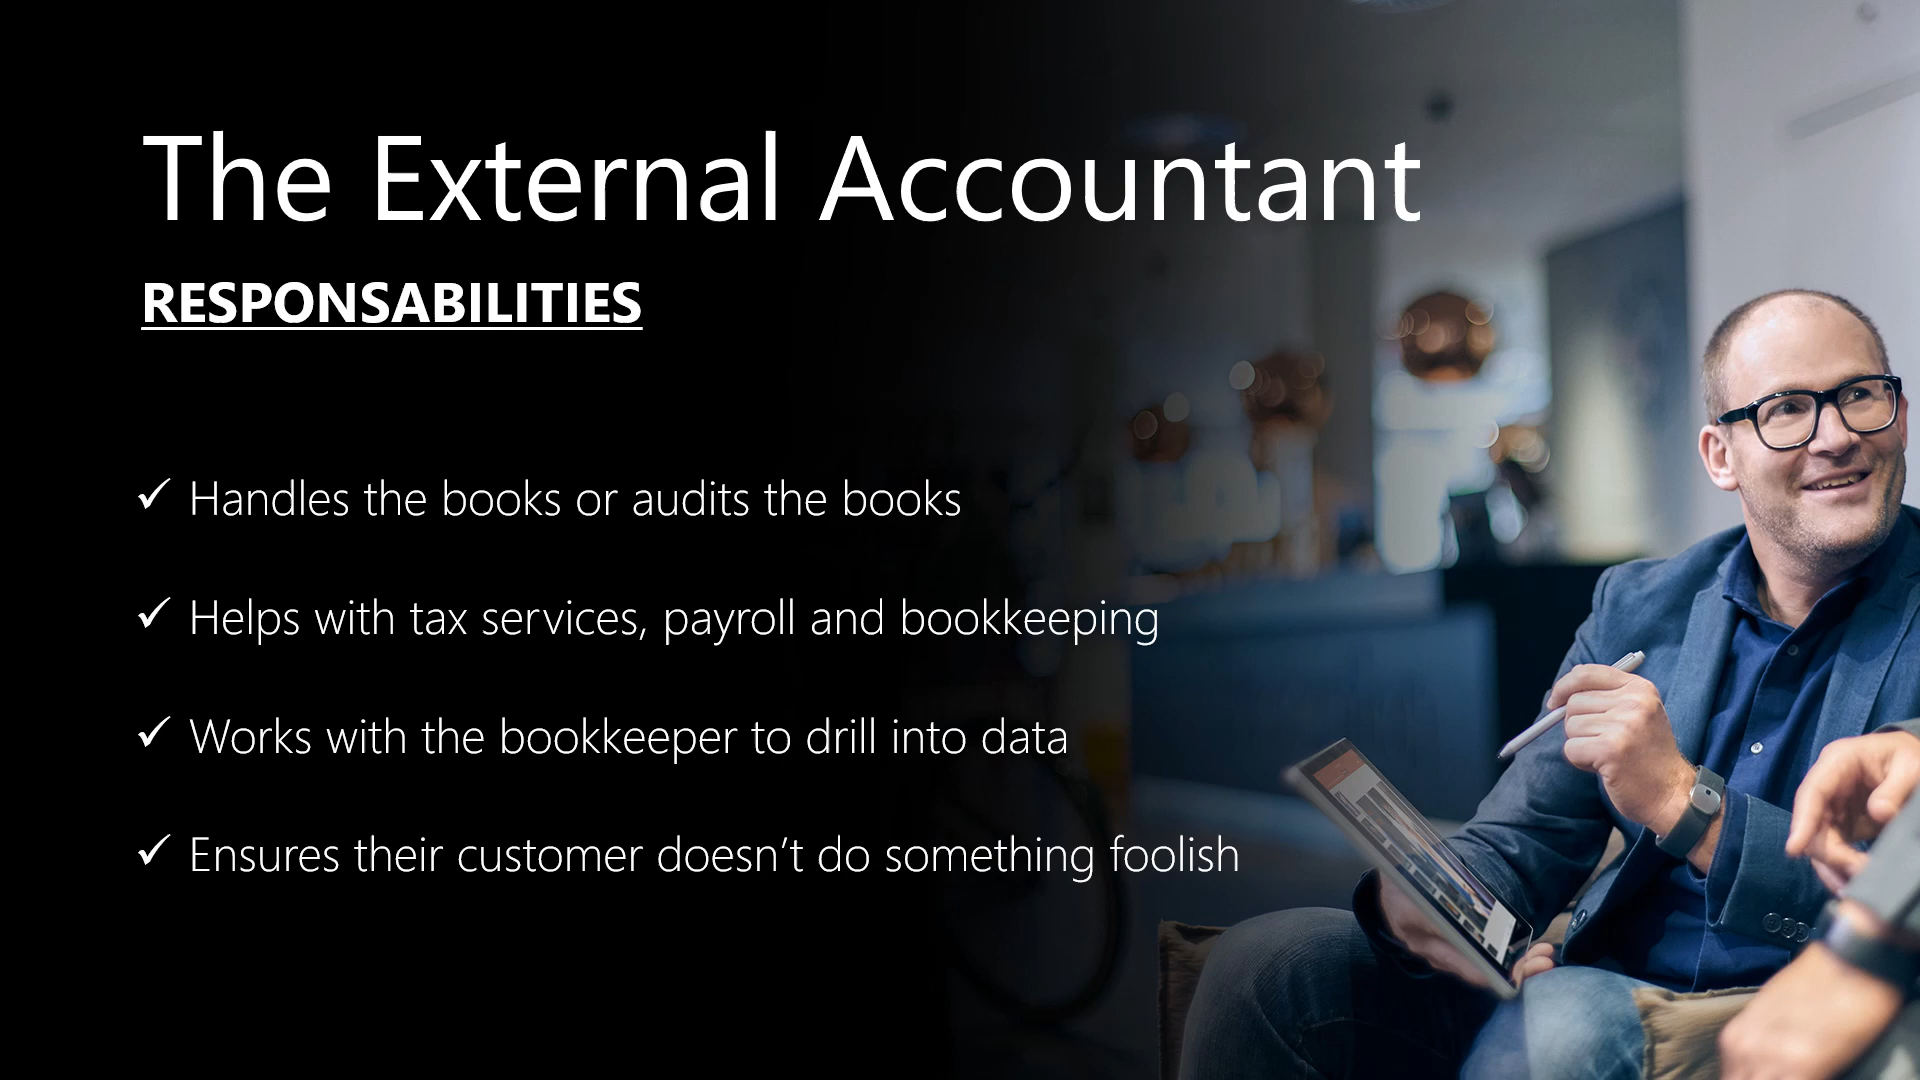 The External Accountant
RESPONSABILITIES
✓ Handles the books or audits the books
✓ Helps with tax services, payroll and bookkeeping
✓ Works with the bookkeeper to drill into data
✓ Ensures their customer doesn’t do something foolish